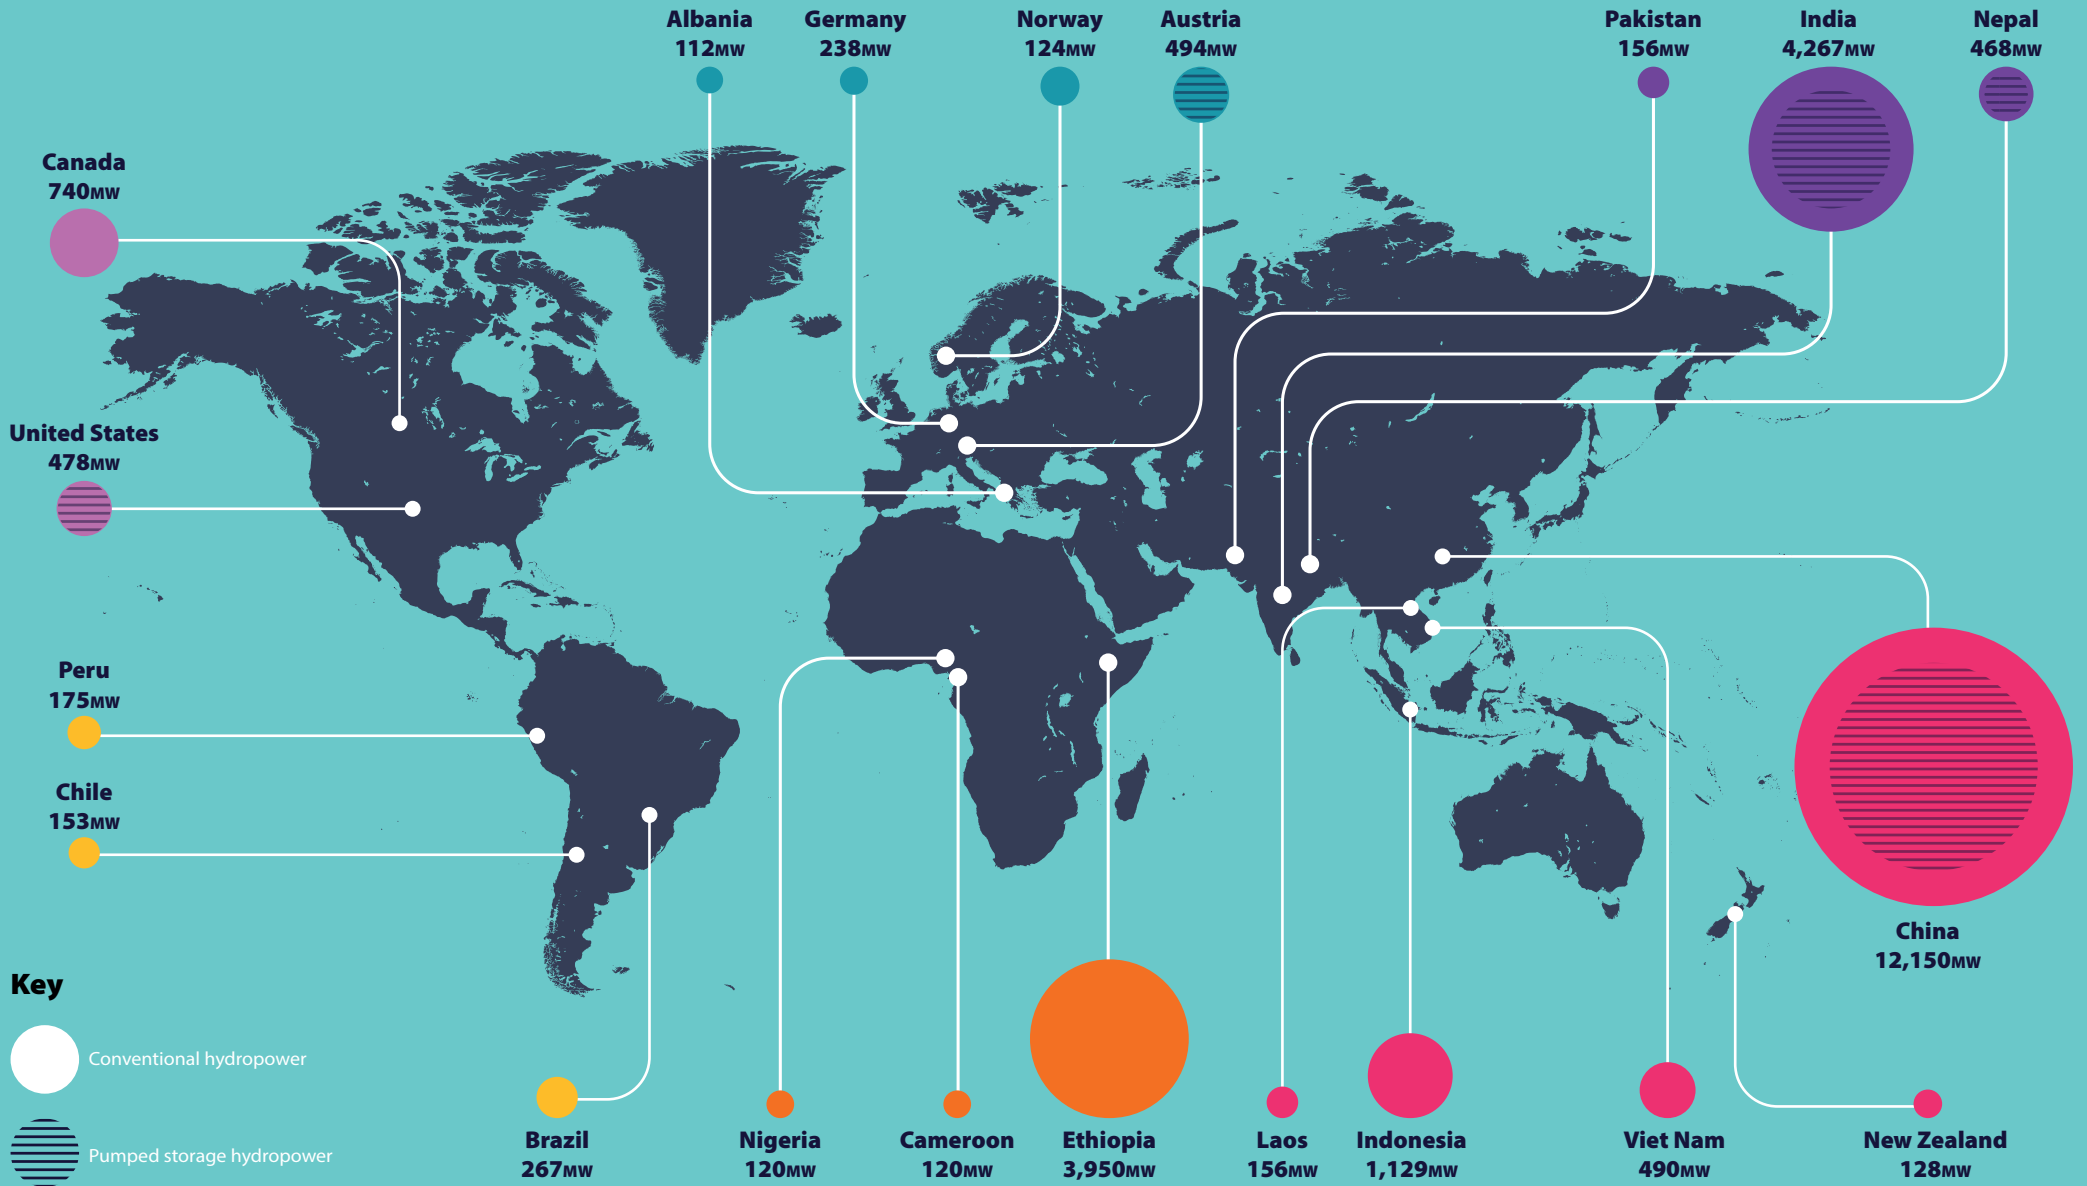 Albania
112MW
Germany
238MW
Norway
124MW
Austria
494MW
Pakistan
156MW
India
4,267MW
Nepal
468MW
Canada
740MW
United States
478MW
Peru
175MW
Chile
153MW
China
12,150MW
Key
Conventional hydropower
Pumped storage hydropower
Brazil
267MW
Nigeria
120MW
Cameroon
120MW
Ethiopia
3,950MW
Laos
156MW
Indonesia
1,129MW
Viet Nam
490MW
New Zealand
128MW